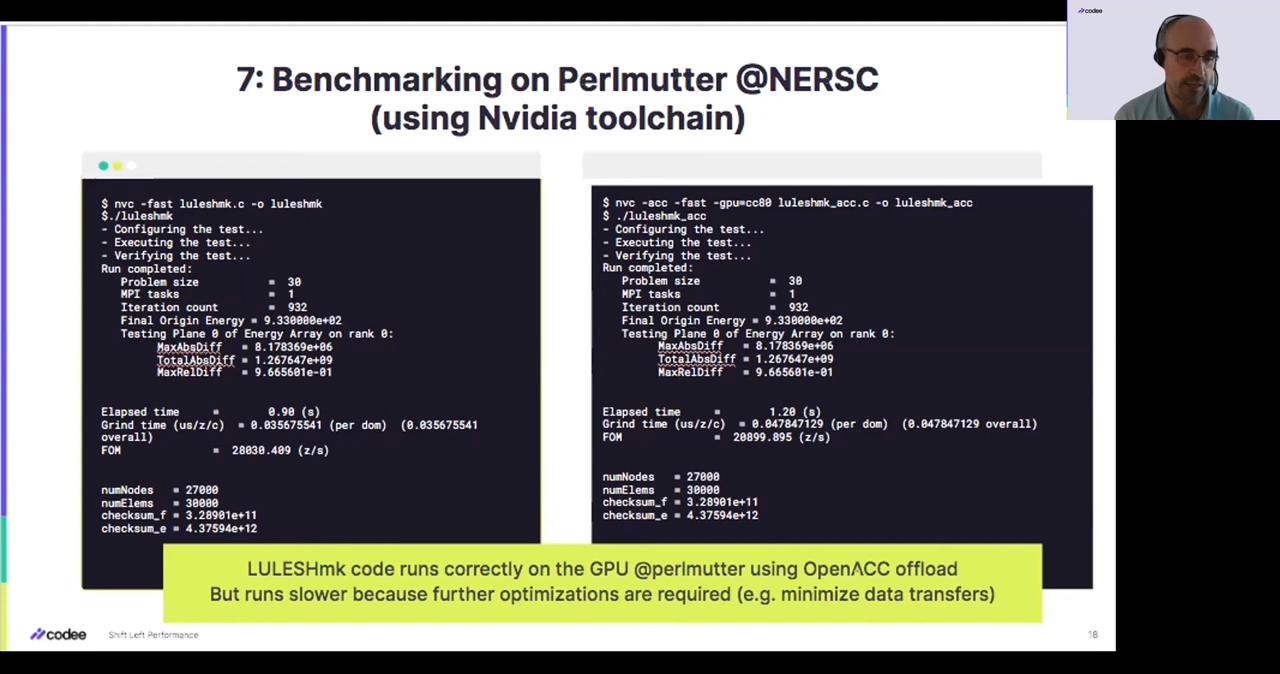 codee
7: Benchmarking on Perlmutter @NERSC
(using Nvidia toolchain)
$ nvc -fast luleshmk.c -o luleshmk
$./luleshmk
- Configuring the test...
- Executing the test...
- Verifying the test...
Run completed:
Problem size = 30
MPI tasks = 1
Iteration count = 932
Final Origin Energy = 9.330000e+02
Testing Plane 0 of Energy Array on rank 0:
MaxAbsDiff = 8.178369e+06
TotalAbsDiff = 1.267647e+09
MaxRelDiff = 9.665601e-01
Elapsed time = 0.90 (s)
Grind time (us/z/c) = 0.035675541 (per dom) (0.035675541
overall)
FOM = 28030.409 (z/s)
numNodes = 27000
numElems = 30000
checksum_f = 3.28901e+11
checksum_e = 4.37594e+12
$ nvc -acc -fast -gpu=cc80 luleshmk_acc.c -o luleshmk_acc
$ ./luleshmk_acc
- Configuring the test...
- Executing the test...
- Verifying the test...
Run completed:
Problem size = 30
MPI tasks = 1
Iteration count = 932
Final Origin Energy = 9.330000e+02
Testing Plane 0 of Energy Array on rank 0:
MaxAbsDiff = 8.178369e+06
TotalAbsDiff = 1.267647e+09
MaxRelDiff = 9.665601e-01
Elapsed time = 1.20 (s)
Grind time (us/z/c) = 0.047847129 (per dom) (0.047847129 overall)
FOM = 20899.895 (z/s)
numNodes = 27000
numElems = 30000
checksum_f = 3.28901e+11
checksum_e = 4.37594e+12
LULESHmk code runs correctly on the GPU @perlmutter using OpenACC offload
But runs slower because further optimizations are required (e.g. minimize data transfers)
codee
Shift Left Performance
18